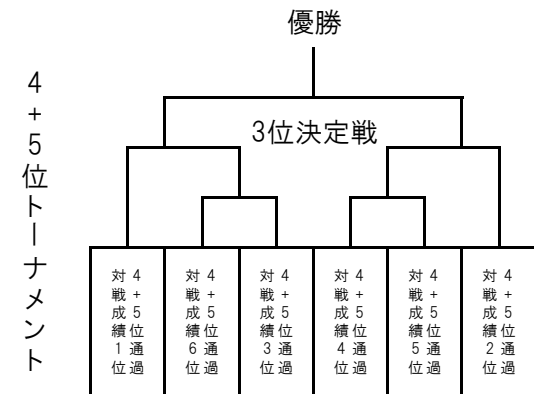 優勝
3位決定戦
4+5位トーナメント
4+5位通過
対戦成績1位
4+5位通過
対戦成績6位
4+5位通過
対戦成績3位
4+5位通過
対戦成績4位
4+5位通過
対戦成績5位
4+5位通過
対戦成績2位